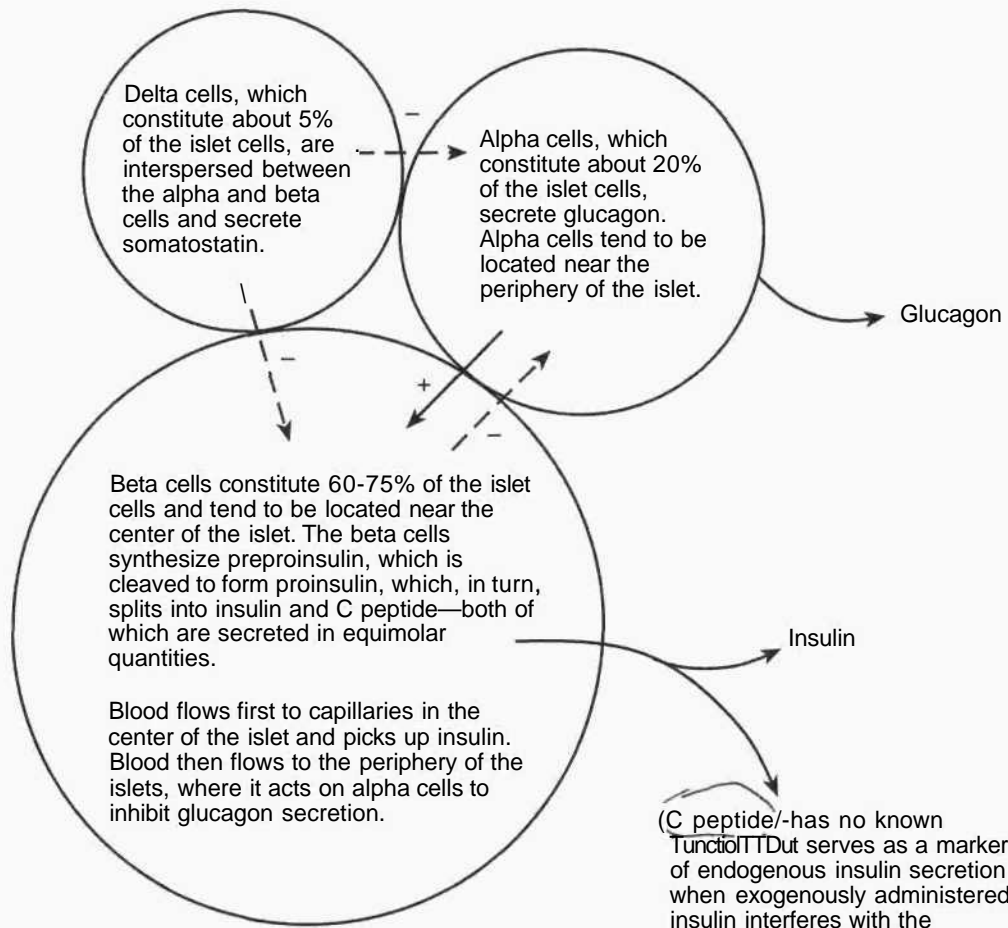 Delta cells, which
constitute about 5%
of the islet cells, are
interspersed between
the alpha and beta
cells and secrete
somatostatin.
–
Alpha cells, which
constitute about 20%
of the islet cells,
secrete glucagon.
Alpha cells tend to be
located near the
periphery of the islet.
Glucagon
–
+
–
Beta cells constitute 60-75% of the islet
cells and tend to be located near the
center of the islet. The beta cells
synthesize preproinsulin, which is
cleaved to form proinsulin, which, in turn,
splits into insulin and C peptide—both of
which are secreted in equimolar
quantities.
Insulin
Blood flows first to capillaries in the
center of the islet and picks up insulin.
Blood then flows to the periphery of the
islets, where it acts on alpha cells to
inhibit glucagon secretion.
(C peptide/-has no known
TunctiolTTDut serves as a marker
of endogenous insulin secretion
when exogenously administered
insulin interferes with the